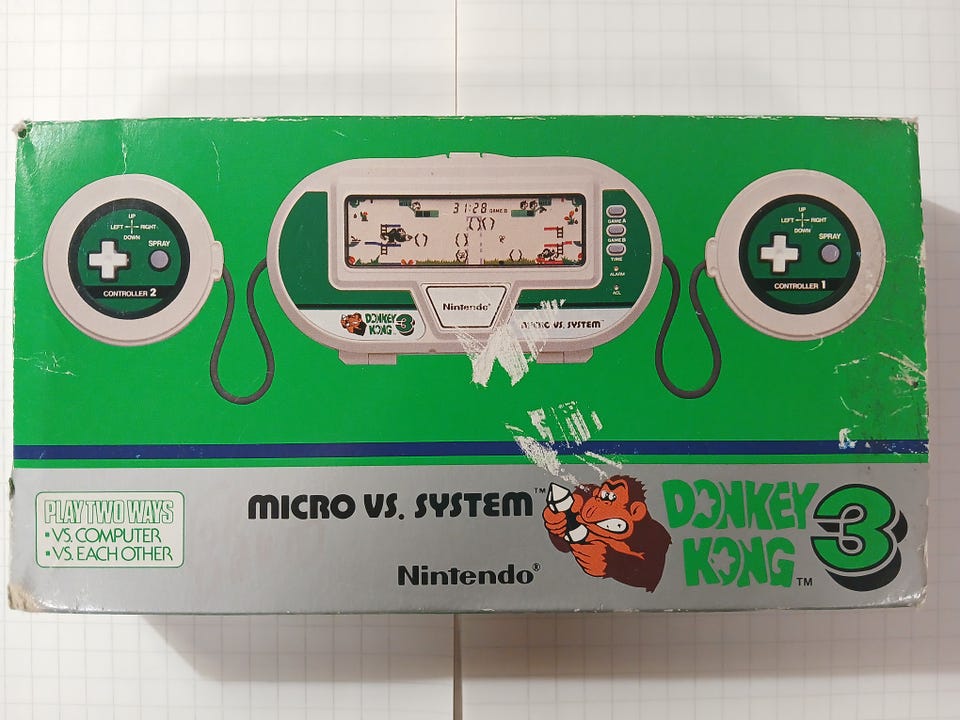 UP
LEFT RIGHT
DOWN
SPRAY
CONTROLLER 2
31:28 GAME B
GAME A
GAME B
TIME
ALARM
ACL
Nintendo®
DONKEY
KONG 3
MICRO VS. SYSTEM™
UP
LEFT RIGHT
DOWN
SPRAY
CONTROLLER 1
PLAY TWO WAYS
• VS. COMPUTER
• VS. EACH OTHER
MICRO VS. SYSTEM™
Nintendo®
DONKEY
KONG 3™